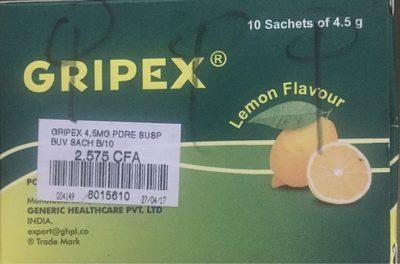 10 Sachets of 4.5 g
GRIPEX®
Lemon Flavour
GRIPEX 4,5MG PDRE SUSP
BUV SACH B/10
2.575 CFA
004149 8015610 27/04/17
GENERIC HEALTHCARE PVT. LTD
INDIA.
export@ghpl.co
® Trade Mark